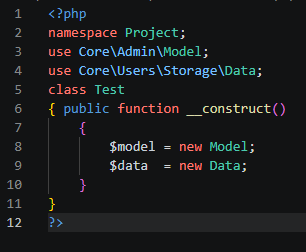 1 <?php
2 namespace Project;
3 use Core\Admin\Model;
4 use Core\Users\Storage\Data;
5 class Test
6 { public function __construct()
7     {
8         $model = new Model;
9         $data  = new Data;
10     }
11 }
12 ?>